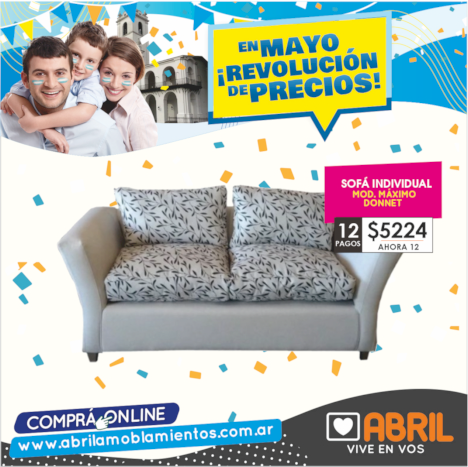 EN MAYO
¡REVOLUCIÓN
DE PRECIOS!
SOFÁ INDIVIDUAL
MOD. MÁXIMO
DONNET
12
PAGOS
$5224
AHORA 12
COMPRÁ ONLINE
www.abrilamoblamientos.com.ar
ABRIL
VIVE EN VOS